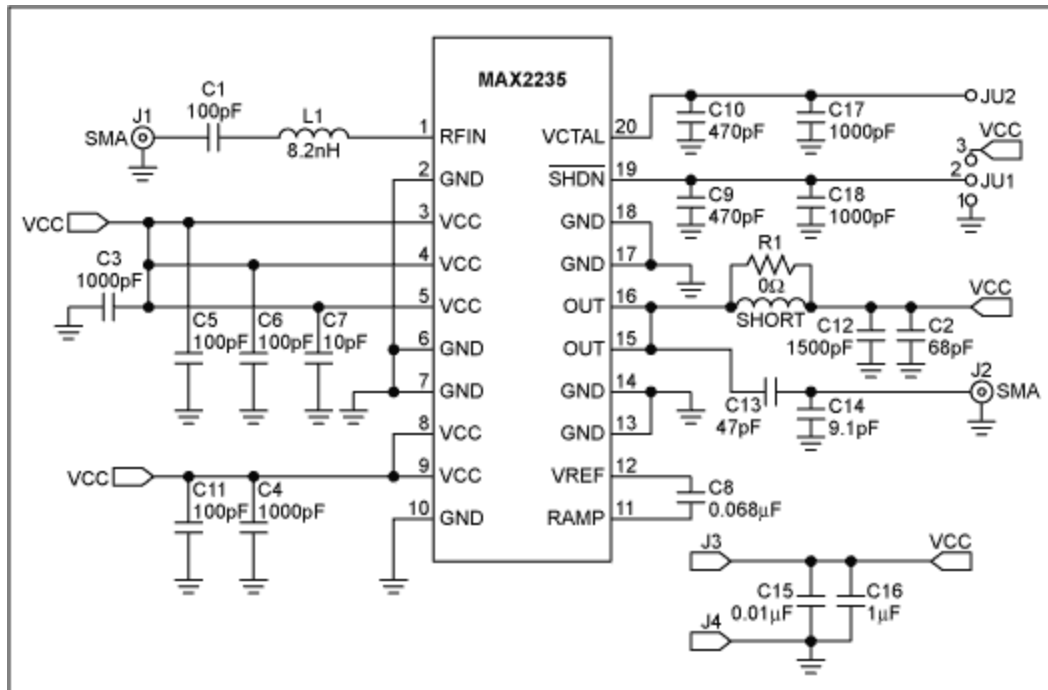 MAX2235
J1
SMA
C1
100pF
L1
8.2nH
1 RFIN
2 GND
3 VCC
4 VCC
5 VCC
6 GND
7 GND
8 VCC
9 VCC
10 GND
VCTAL 20
SHDN 19
GND 18
GND 17
OUT 16
OUT 15
GND 14
GND 13
VREF 12
RAMP 11
VCC
C3
1000pF
C5
100pF
C6
100pF
C7
10pF
VCC
C11
100pF
C4
1000pF
C10
470pF
C17
1000pF
JU2
VCC
3
2
1
JU1
C9
470pF
C18
1000pF
R1
0Ω
SHORT
VCC
C12
1500pF
C2
68pF
J2
SMA
C13
47pF
C14
9.1pF
C8
0.068µF
J3
VCC
C15
0.01µF
C16
1µF
J4